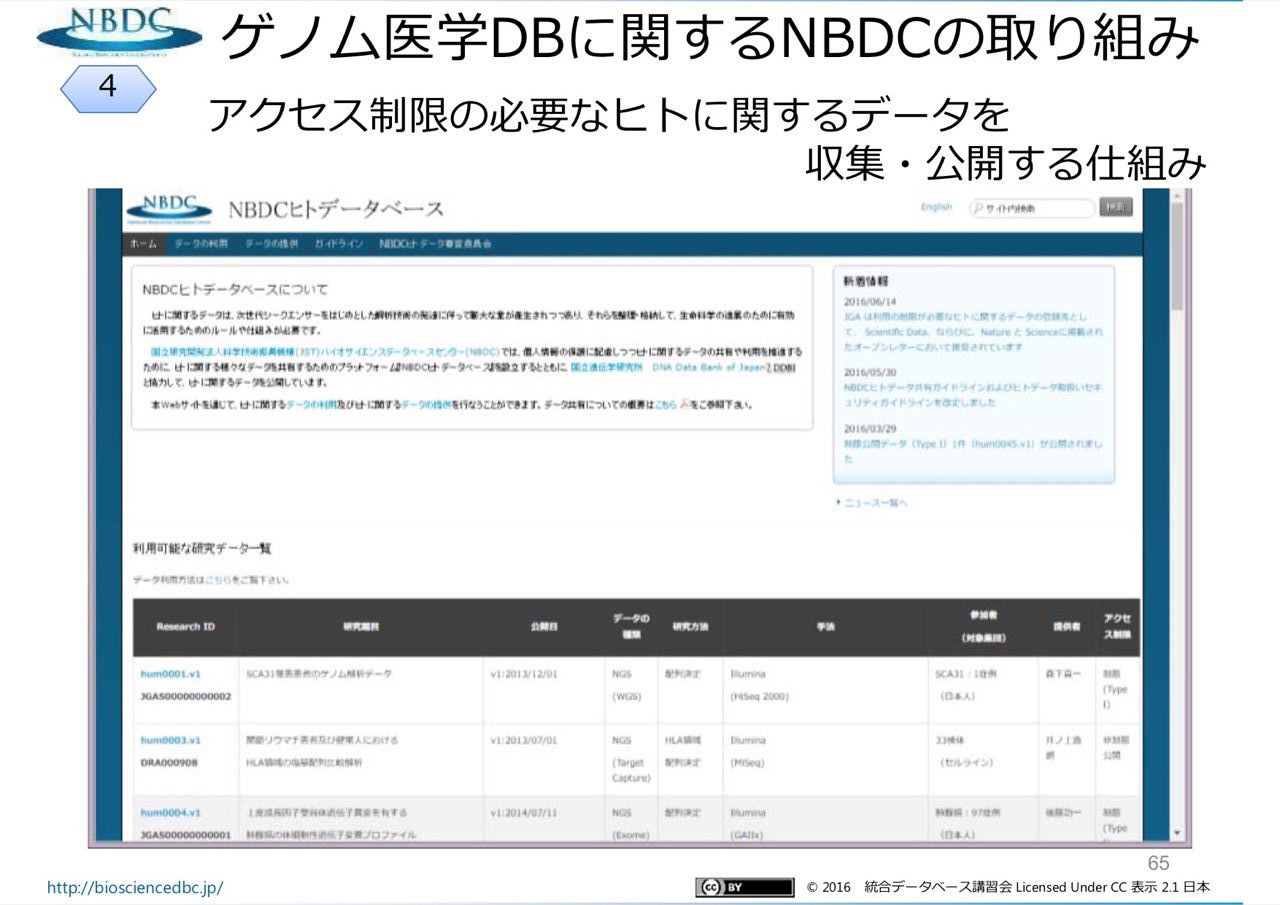 NBDC
ゲノム医学DBに関するNBDCの取り組み
4
アクセス制限の必要なヒトに関するデータを
収集・公開する仕組み
NBDC
NBDCヒトデータベース
English
サイト内検索
検索
ホーム データの利用 データの提供 ガイドライン NBDCヒトデータ審査委員会
NBDCヒトデータベースについて
ヒトに関するデータは、次世代シークエンサーをはじめとした解析技術の発達に伴って膨大な量が産生されつつあり、それらを整理・格納して、生命科学の進展のために有効
に活用するためのルールや仕組みが必要です。
国立研究開発法人科学技術振興機構(JST)バイオサイエンスデータベースセンター(NBDC)では、個人情報の保護に配慮しつつヒトに関するデータの共有や利用を推進する
ために、ヒトに関する様々なデータを共有するためのプラットフォーム『NBDCヒトデータベース』を設立するとともに、国立遺伝学研究所 DNA Data Bank of Japan
と協力して、ヒトに関するデータを公開しています。
本Webサイトを通じて、ヒトに関するデータの利用及びヒトに関するデータの提供を行なうことができます。データ共有についての概要はこちらをご参照下さい。
新着情報
2016/06/14
JGA は利用の制限が必要なヒトに関するデータの登録先とし
て、Scientific Data、ならびに、Nature と Scienceに掲載され
たオープンレターにおいて推奨されています
2016/05/30
NBDCヒトデータ共有ガイドラインおよびヒトデータ取扱いセキ
ュリティガイドラインを改定しました
2016/03/29
制限公開データ（Type I）1件（hum0045.v1）が公開されまし
た
ニュース一覧へ
利用可能な研究データ一覧
データ利用方法はこちらをご覧下さい。
Research ID 研究題目 公開日 データの種類 研究方法 手法 参加者（対象集団） 提供者 アクセス制限
hum0001.v1 SCA31罹患患者のゲノム解析データ v1:2013/12/01 NGS 配列決定 Illumina SCA31：1症例 森下真一 制限
JGAS00000000002 (WGS) (HiSeq 2000) （日本人） (Type
I)
hum0003.v1 関節リウマチ患者及び健常人における v1:2013/07/01 NGS HLA領域 Illumina 33検体 非制限
DRA000908 HLA領域の塩基配列比較解析 (Target 配列決定 (MiSeq) （セルライン） 公開
Capture)
hum0004.v1 上皮成長因子受容体遺伝子異変を有する v1:2014/07/11 NGS 配列決定 Illumina 肺腺癌：97症例 後藤功一 制限
JGAS00000000001 肺腺癌の体細胞性遺伝子変異プロファイル (Exome) (GAIIx) （日本人） (Type
65
http://biosciencedbc.jp/
cc BY
© 2016 統合データベース講習会 Licensed Under CC 表示 2.1 日本